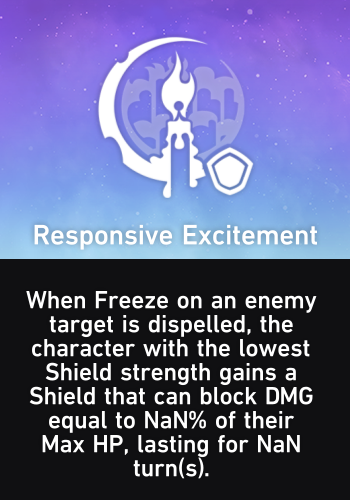 Responsive Excitement
When Freeze on an enemy
target is dispelled, the
character with the lowest
Shield strength gains a
Shield that can block DMG
equal to NaN% of their
Max HP, lasting for NaN
turn(s).